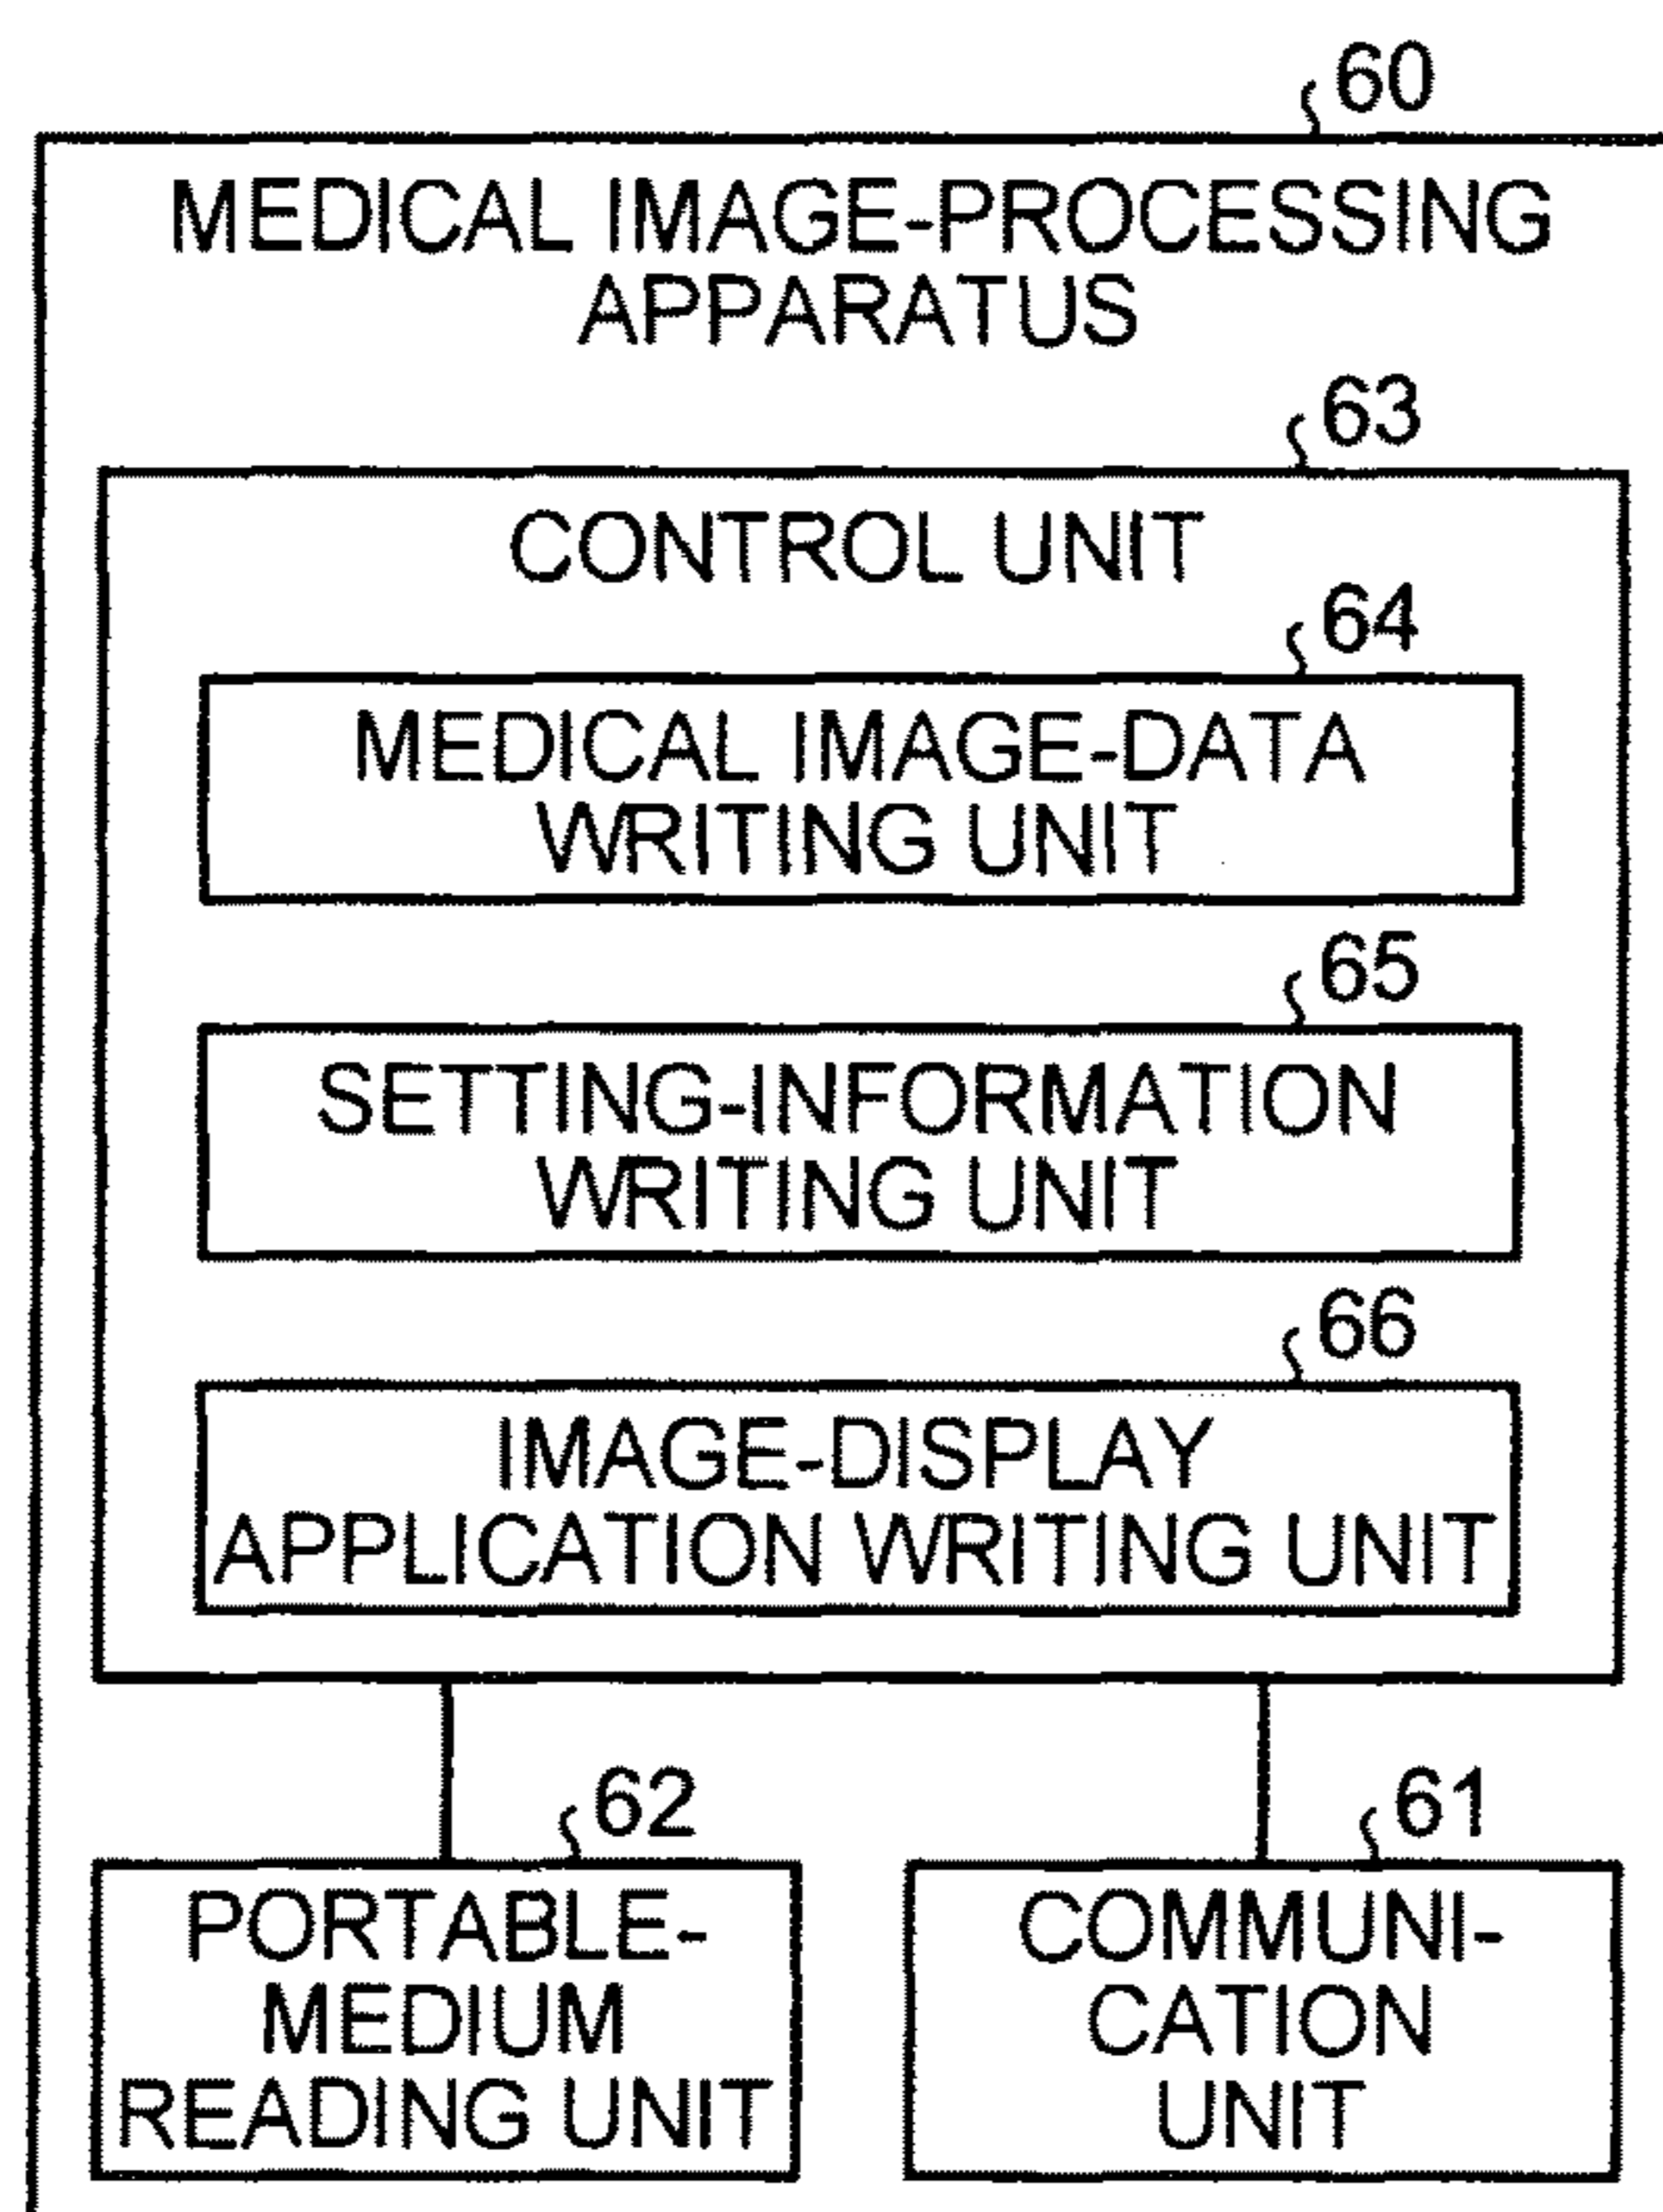 60
MEDICAL IMAGE-PROCESSING
APPARATUS
63
CONTROL UNIT
64
MEDICAL IMAGE-DATA
WRITING UNIT
65
SETTING-INFORMATION
WRITING UNIT
66
IMAGE-DISPLAY
APPLICATION WRITING UNIT
62
PORTABLE-
MEDIUM
READING UNIT
61
COMMUNI-
CATION
UNIT